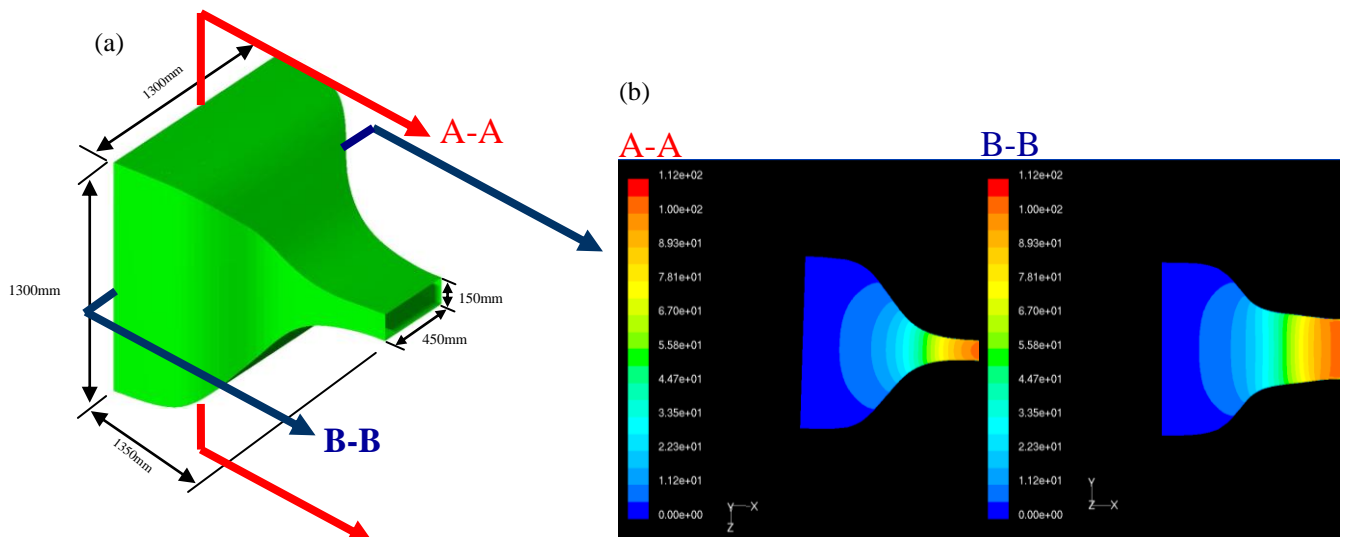 (a)
1300mm
A-A
1300mm
150mm
450mm
B-B
1350mm
(b)
A-A
B-B
1.12e+02
1.00e+02
8.93e+01
7.81e+01
6.70e+01
5.58e+01
4.47e+01
3.35e+01
2.23e+01
1.12e+01
0.00e+00
Y X
Z
1.12e+02
1.00e+02
8.93e+01
7.81e+01
6.70e+01
5.58e+01
4.47e+01
3.35e+01
2.23e+01
1.12e+01
0.00e+00
Y
Z X